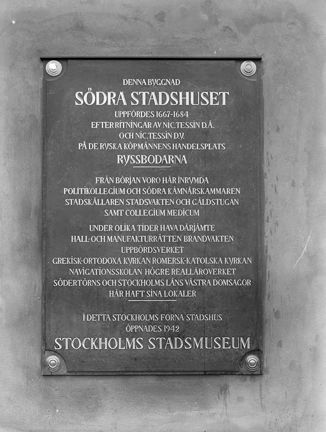 DENNA BYGGNAD
SÖDRA STADSHUSET
UPPFÖRDES 1667-1684
EFTER RITNINGAR AV NIC. TESSIN D.Ä.
OCH NIC. TESSIN D.Y.
PÅ DE RYSKA KÖPMÄNNENS HANDELSPLATS
RYSSBODARNA
FRÅN BÖRJAN VORO HÄR INRYMDA
POLITIKOLLEGIUM OCH SÖDRA KÄMNÄRSKAMMAREN
STADSKÄLLAREN STADSVAKTEN OCH GÄLDSTUGAN
SAMT COLLEGIUM MEDICUM
UNDER OLIKA TIDER HAVA DÄRJÄMTE
HALL- OCH MANUFAKTURRÄTTEN BRANDVAKTEN
UPPBÖRDSVERKET
GREKISK-ORTODOXA KYRKAN ROMERSK-KATOLSKA KYRKAN
NAVIGATIONSSKOLAN HÖGRE REALLÄROVERKET
SÖDERTÖRNS OCH STOCKHOLMS LÄNS VÄSTRA DOMSAGOR
HÄR HAFT SINA LOKALER
I DETTA STOCKHOLMS FORNA STADSHUS
ÖPPNADES 1942
STOCKHOLMS STADSMUSEUM